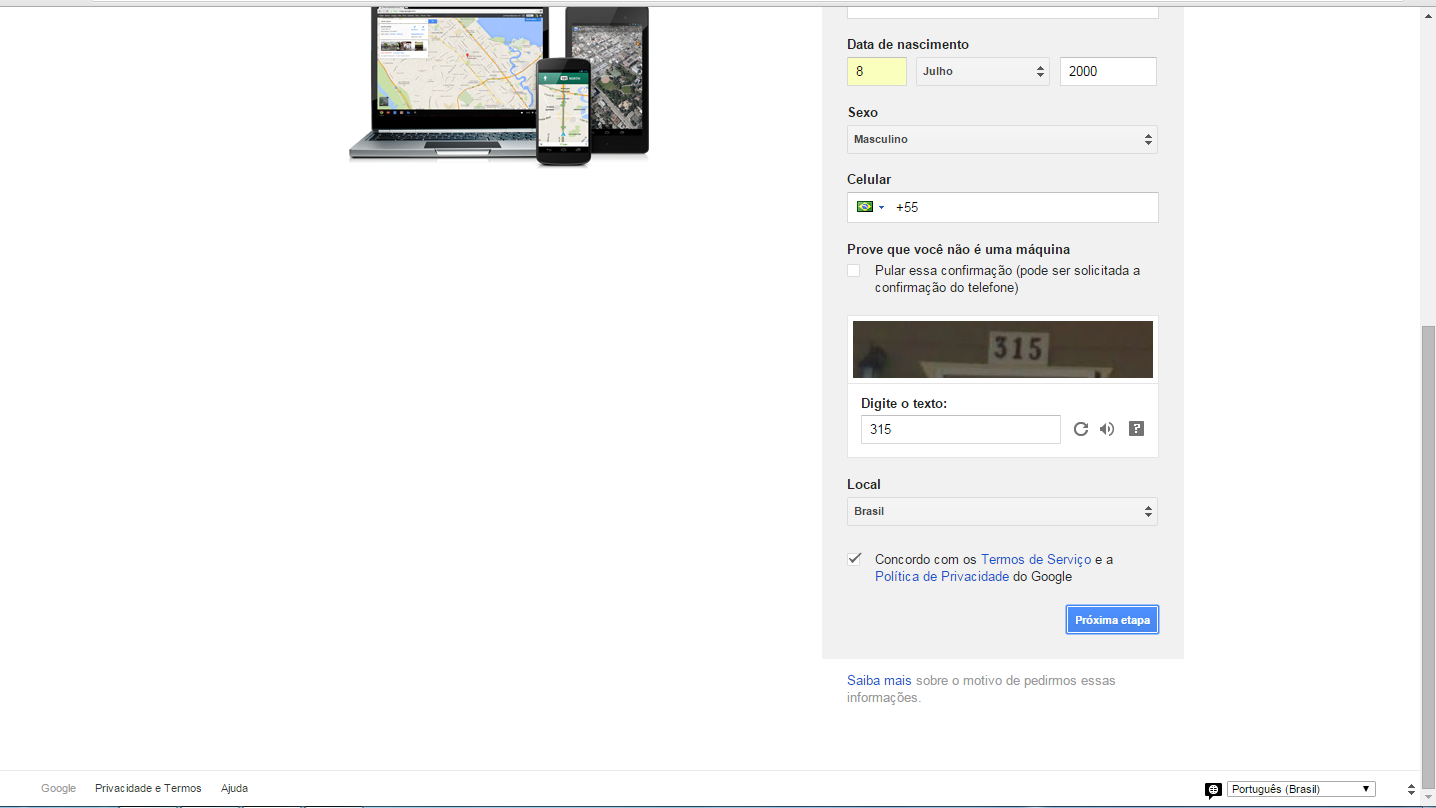 Data de nascimento
8 Julho 2000
Sexo
Masculino
Celular
+55
Prove que você não é uma máquina
Pular essa confirmação (pode ser solicitada a
confirmação do telefone)
315
Digite o texto:
315
?
Local
Brasil
Concordo com os Termos de Serviço e a
Política de Privacidade do Google
Próxima etapa
Saiba mais sobre o motivo de pedirmos essas
informações.
Google Privacidade e Termos Ajuda Português (Brasil)